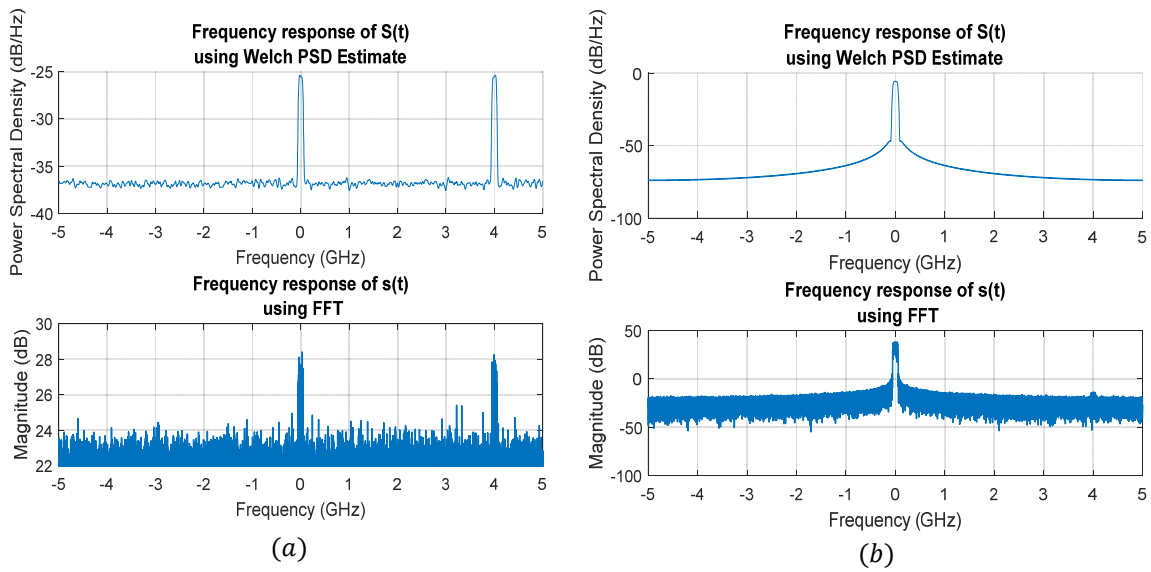 Frequency response of S(t)
using Welch PSD Estimate
Power Spectral Density (dB/Hz)
-25
-30
-35
-40
-5 -4 -3 -2 -1 0 1 2 3 4 5
Frequency (GHz)
Frequency response of s(t)
using FFT
Magnitude (dB)
30
28
26
24
22
-5 -4 -3 -2 -1 0 1 2 3 4 5
Frequency (GHz)
(a)
Frequency response of S(t)
using Welch PSD Estimate
Power Spectral Density (dB/Hz)
0
-50
-100
-5 -4 -3 -2 -1 0 1 2 3 4 5
Frequency (GHz)
Frequency response of s(t)
using FFT
Magnitude (dB)
50
0
-50
-100
-5 -4 -3 -2 -1 0 1 2 3 4 5
Frequency (GHz)
(b)